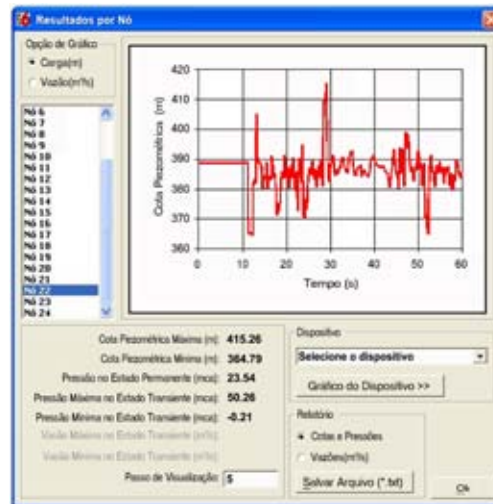 Resultados por Nó
Opção de Gráfico
Carga(m)
Vazão(m³/s)
Nó 6
Nó 7
Nó 8
Nó 9
Nó 10
Nó 11
Nó 12
Nó 13
Nó 14
Nó 15
Nó 16
Nó 17
Nó 18
Nó 19
Nó 20
Nó 21
Nó 22
Nó 23
Nó 24
Cota Piezométrica (m)
420
410
400
390
380
370
360
0 10 20 30 40 50 60
Tempo (s)
Cota Piezométrica Máxima (m): 415.26
Cota Piezométrica Mínima (m): 364.79
Pressão no Estado Permanente (mca): 23.54
Pressão Máxima no Estado Transiente (mca): 50.26
Pressão Mínima no Estado Transiente (mca): -0.21
Vazão Máxima no Estado Transiente (m³/s):
Vazão Mínima no Estado Transiente (m³/s):
Passo de Visualização: 5
Dispositivo
Selecione o dispositivo
Gráfico do Dispositivo >>
Relatório
Cotas e Pressões
Vazões(m³/s)
Salvar Arquivo (*.txt)
Ok